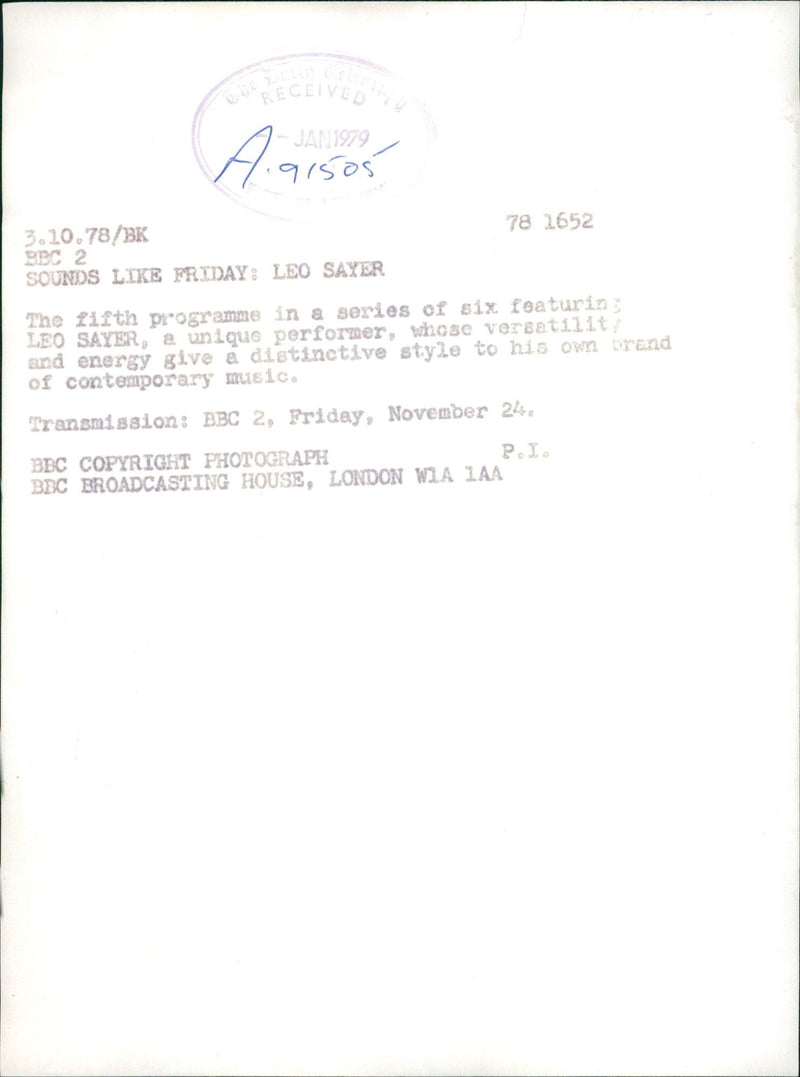 The Daily Telegraph
RECEIVED
- JAN 1979
A.91505
78 1652
3.10.78/BK
BBC 2
SOUNDS LIKE FRIDAY: LEO SAYER
The fifth programme in a series of six featuring
LEO SAYER, a unique performer, whose versatility
and energy give a distinctive style to his own brand
of contemporary music.
Transmission: BBC 2, Friday, November 24.
BBC COPYRIGHT PHOTOGRAPH P.I.
BBC BROADCASTING HOUSE, LONDON W1A 1AA